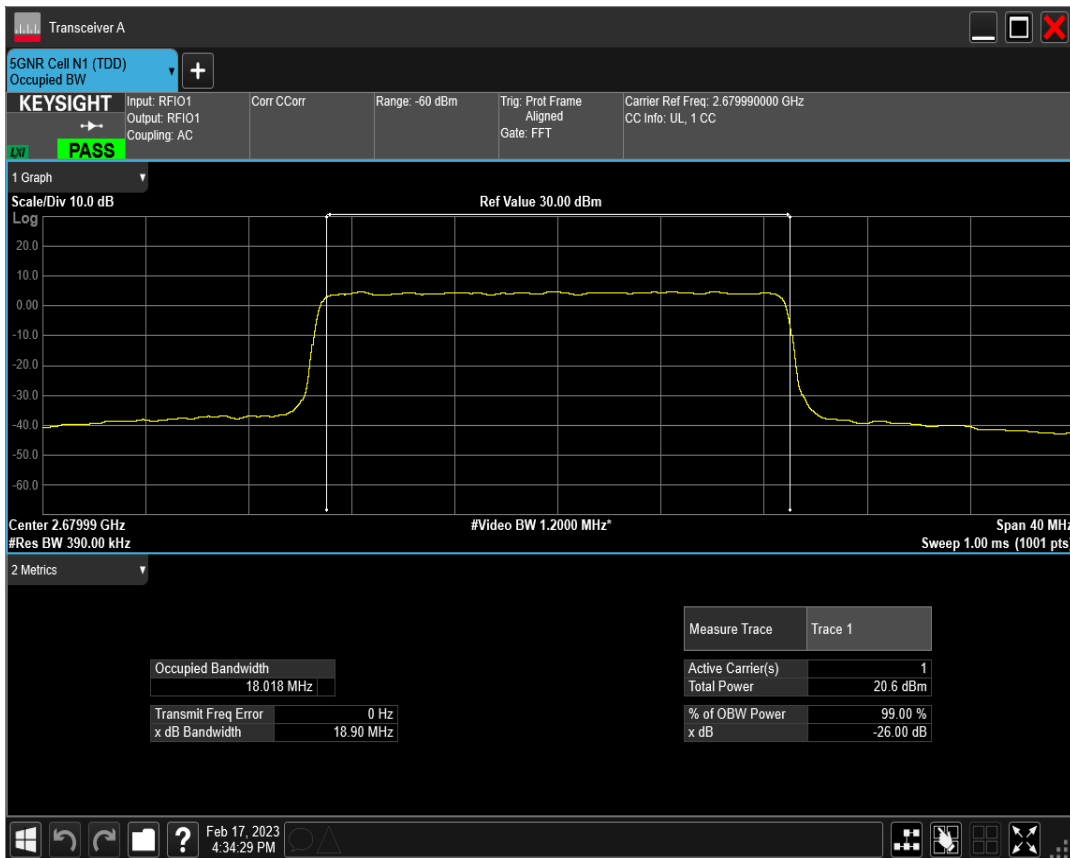 Transceiver A
5GNR Cell N1 (TDD)
Occupied BW
KEYSIGHT
LXI
PASS
Input: RFIO1
Output: RFIO1
Coupling: AC
Corr CCorr
Range: -60 dBm
Trig: Prot Frame
Aligned
Gate: FFT
Carrier Ref Freq: 2.679990000 GHz
CC Info: UL, 1 CC
1 Graph
Scale/Div 10.0 dB
Ref Value 30.00 dBm
Log
20.0
10.0
0.00
-10.0
-20.0
-30.0
-40.0
-50.0
-60.0
Center 2.67999 GHz
#Video BW 1.2000 MHz*
Span 40 MHz
#Res BW 390.00 kHz
Sweep 1.00 ms (1001 pts)
2 Metrics
Measure Trace Trace 1
Occupied Bandwidth
18.018 MHz
Active Carrier(s) 1
Total Power 20.6 dBm
Transmit Freq Error 0 Hz
x dB Bandwidth 18.90 MHz
% of OBW Power 99.00 %
x dB -26.00 dB
?
Feb 17, 2023
4:34:29 PM